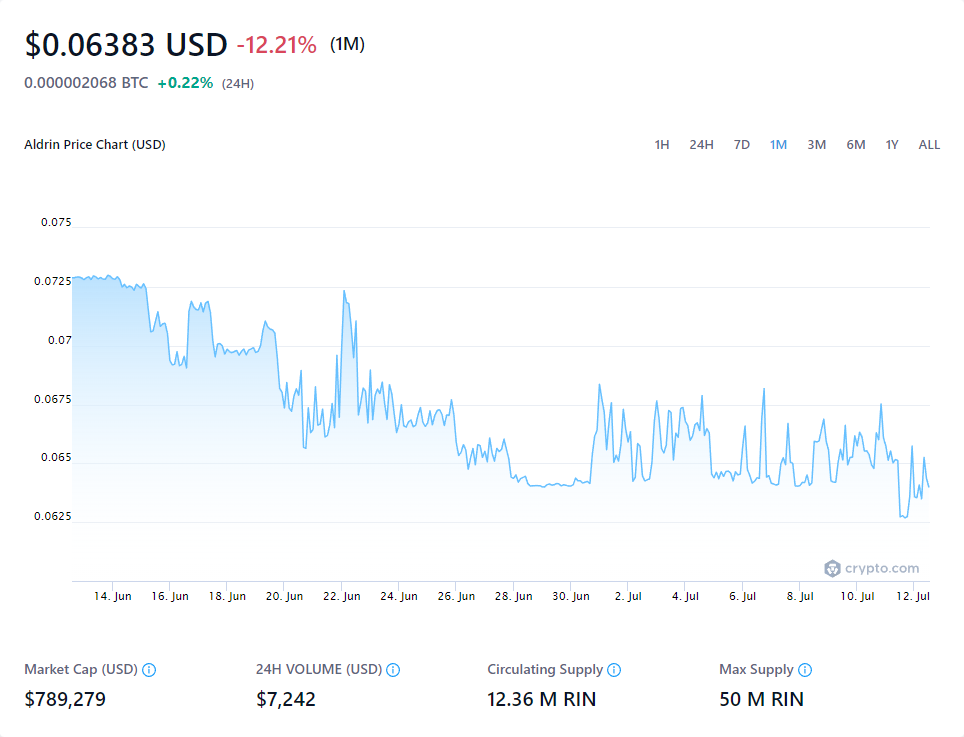 $0.06383 USD -12.21% (1M)
0.000002068 BTC +0.22% (24H)
Aldrin Price Chart (USD) 1H 24H 7D 1M 3M 6M 1Y ALL
0.075
0.0725
0.07
0.0675
0.065
0.0625
crypto.com
14. Jun 16. Jun 18. Jun 20. Jun 22. Jun 24. Jun 26. Jun 28. Jun 30. Jun 2. Jul 4. Jul 6. Jul 8. Jul 10. Jul 12. Jul
Market Cap (USD) 24H VOLUME (USD) Circulating Supply Max Supply
$789,279 $7,242 12.36 M RIN 50 M RIN